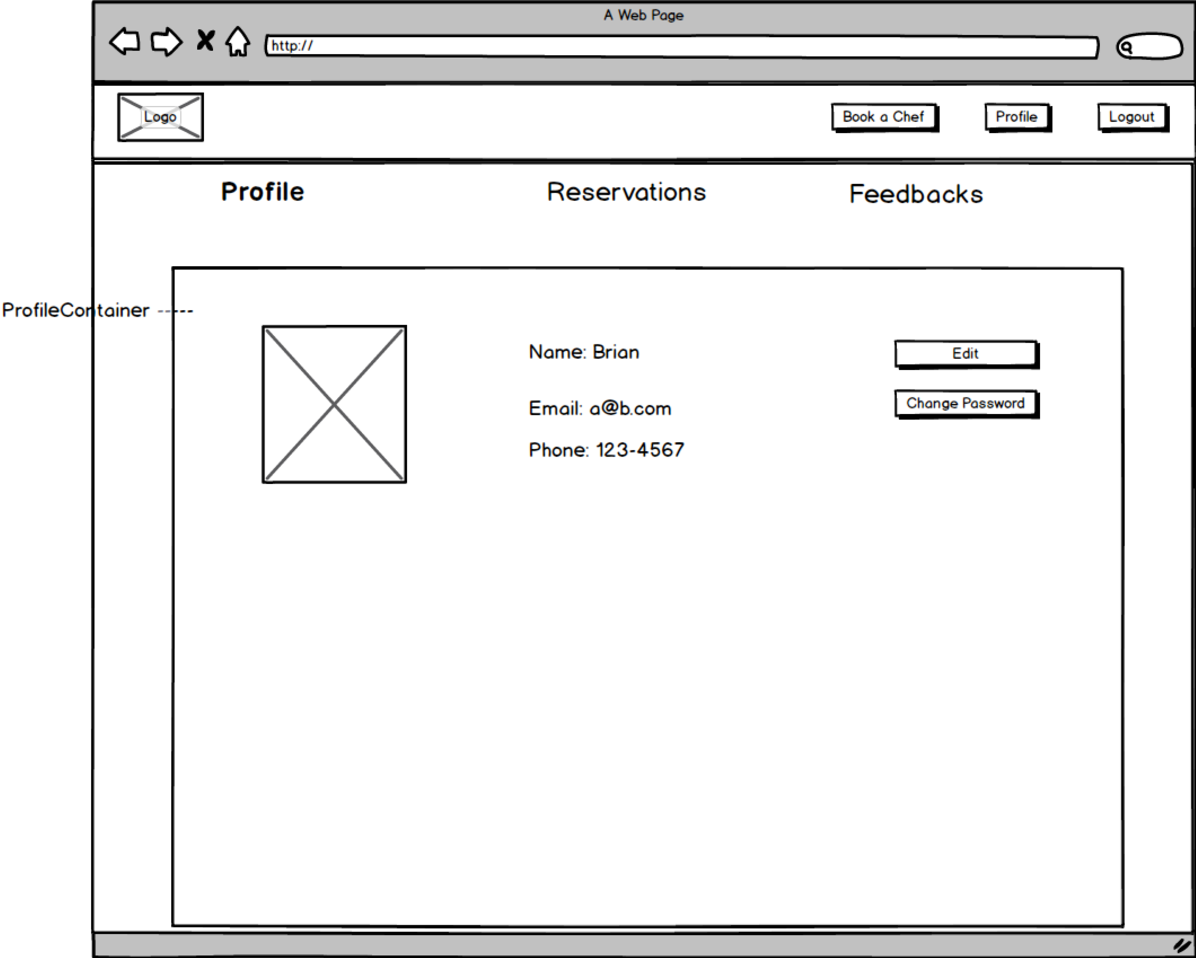 A Web Page
http://
Logo
Book a Chef
Profile
Logout
Profile
Reservations
Feedbacks
ProfileContainer -----
Name: Brian
Edit
Email: a@b.com
Change Password
Phone: 123-4567